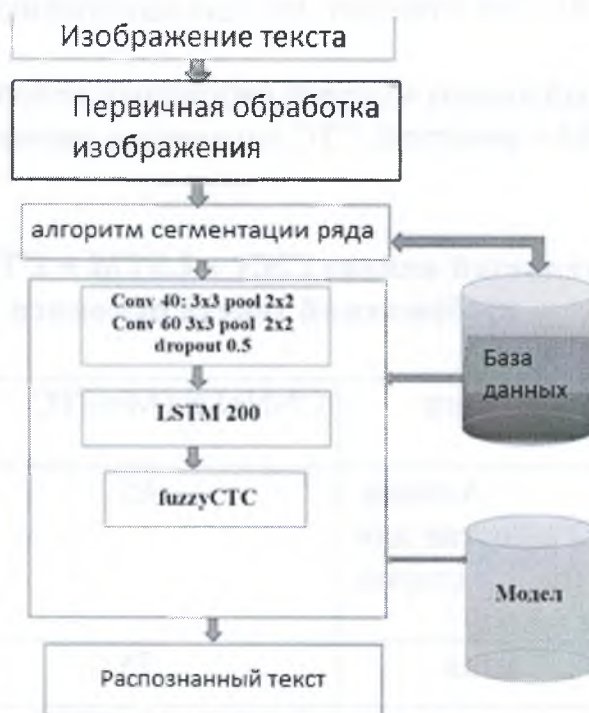 Изображение текста
Первичная обработка
изображения
алгоритм сегментации ряда
Conv 40: 3x3 pool 2x2
Conv 60 3x3 pool 2x2
dropout 0.5
LSTM 200
fuzzyCTC
База
данных
Модел
Распознанный текст